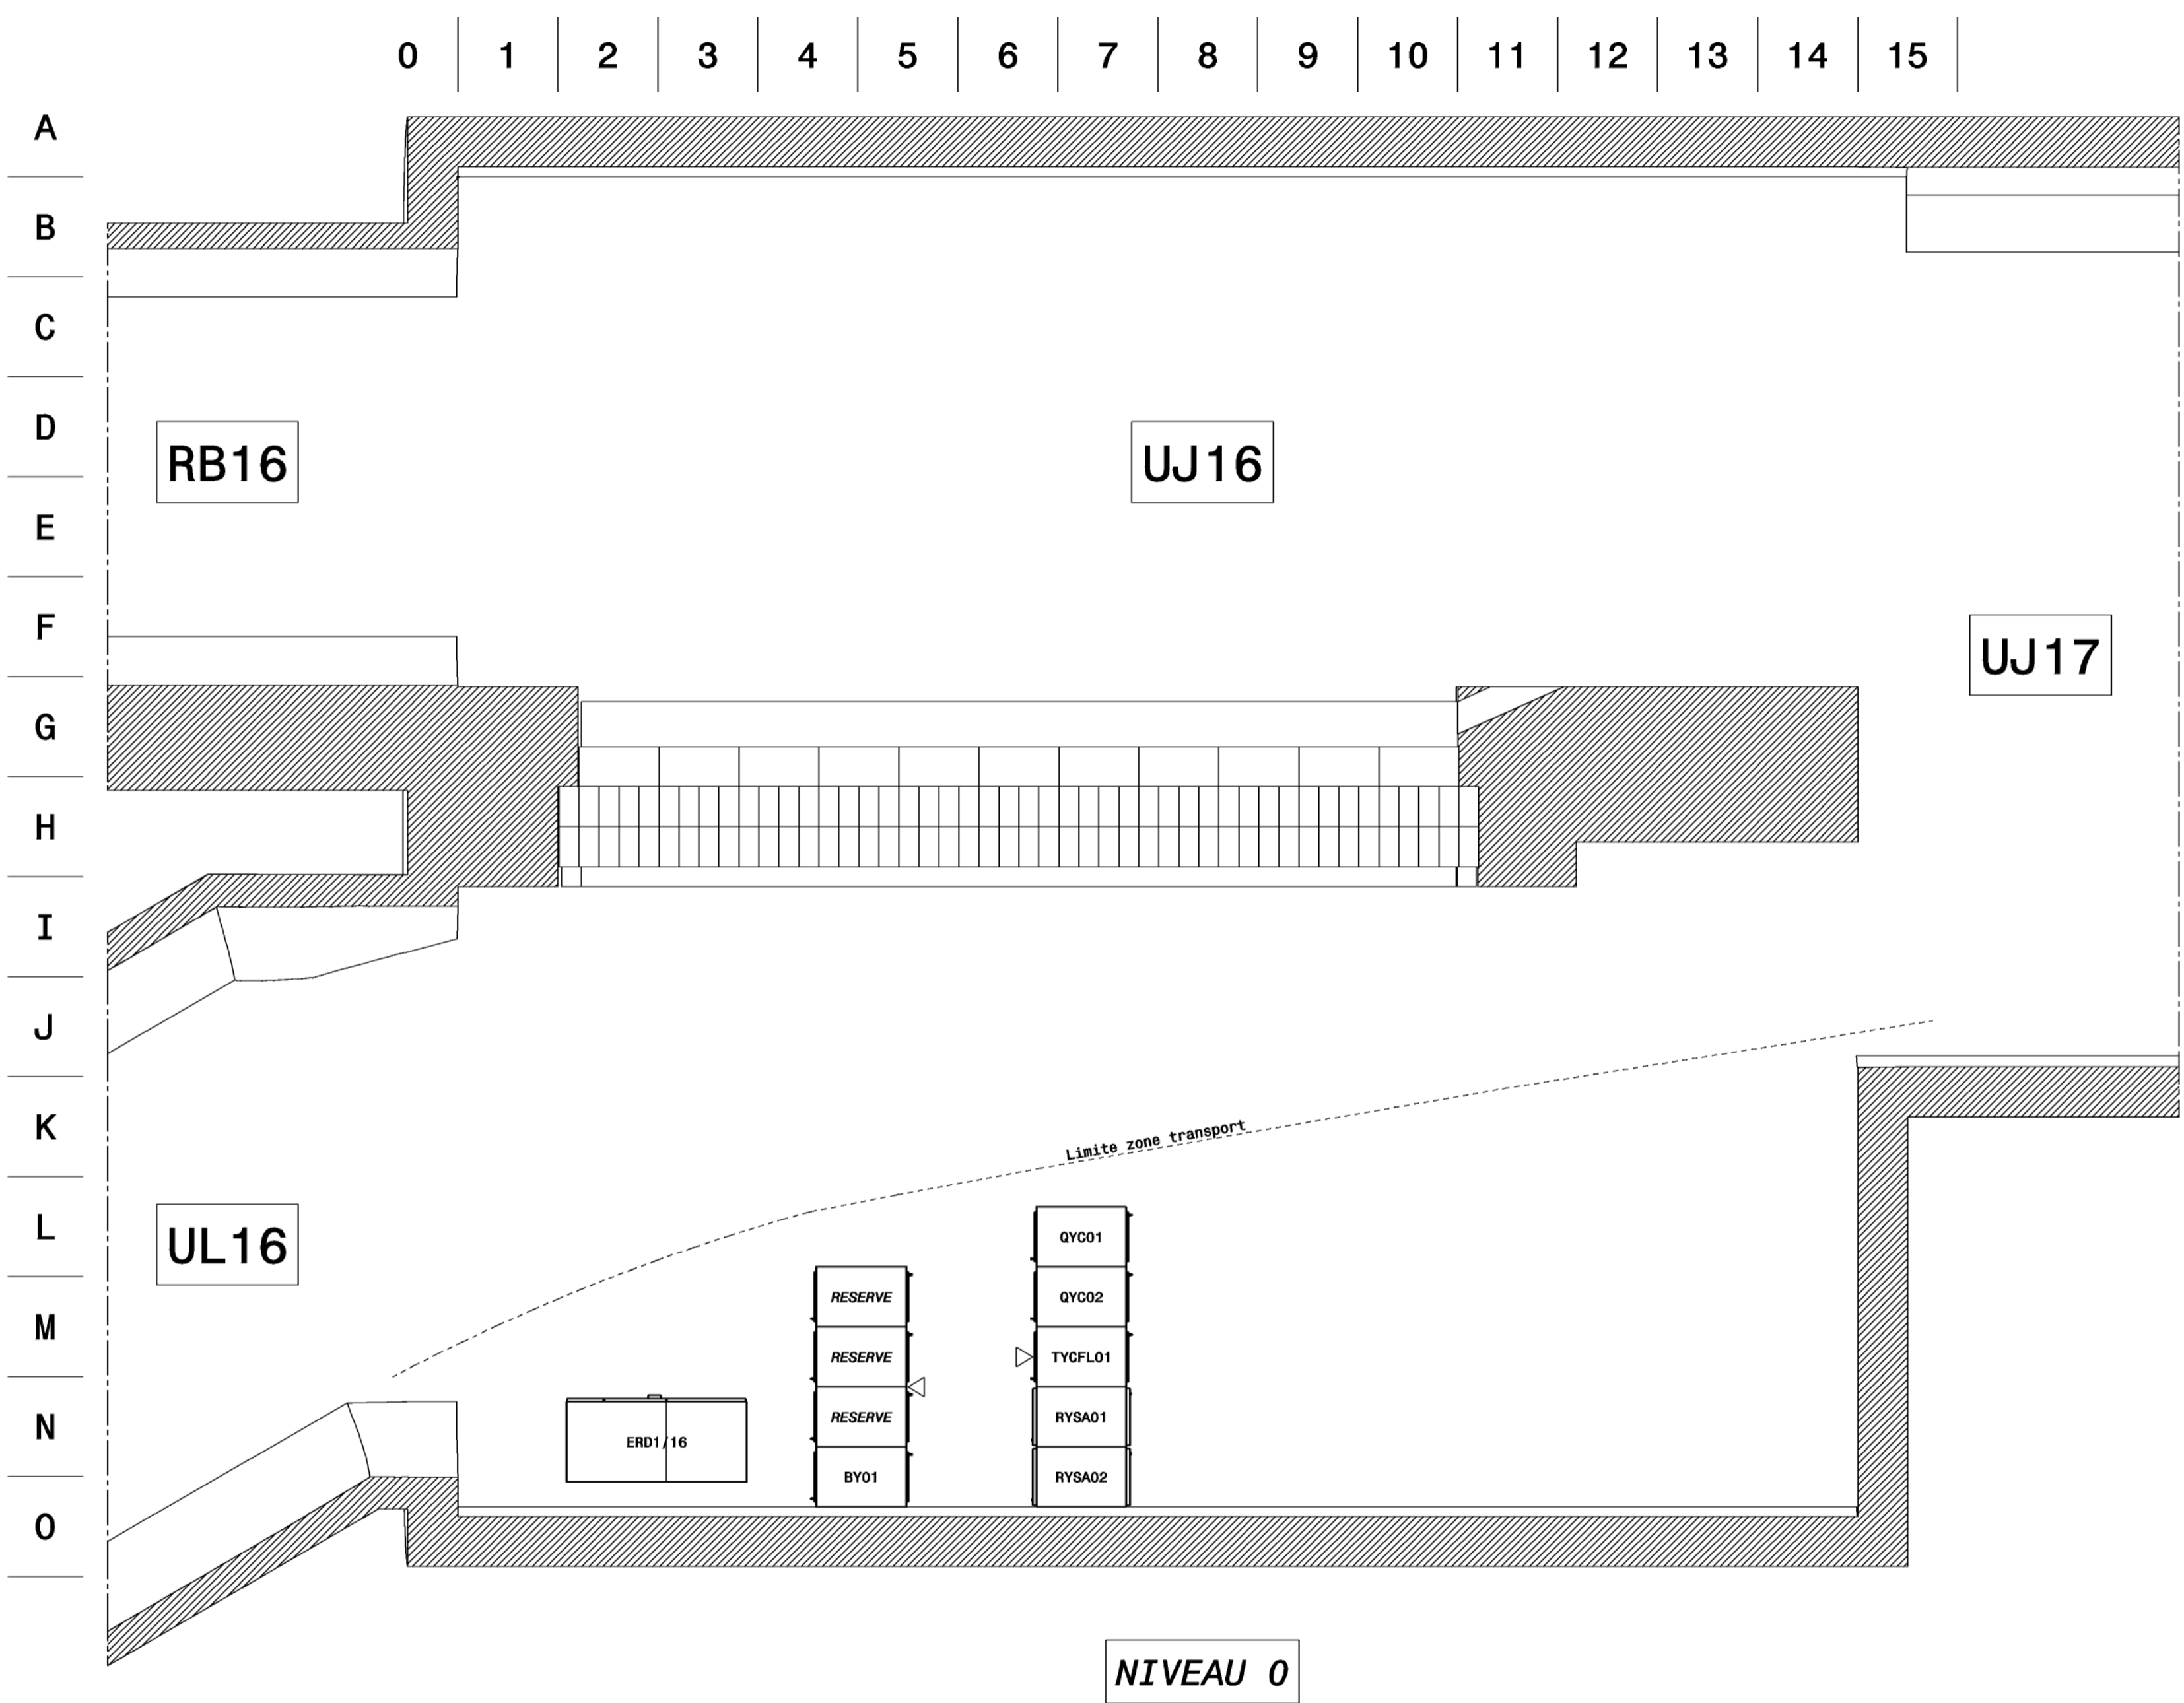 0 1 2 3 4 5 6 7 8 9 10 11 12 13 14 15
A
B
C
D
RB16 UJ16
E
F
UJ17
G
H
I
J
K
Limite zone transport
L
UL16
QYC01
M
RESERVE QYC02
RESERVE TYCFL01
N
RESERVE RYSA01
ERD1/16
BY01 RYSA02
O
NIVEAU 0